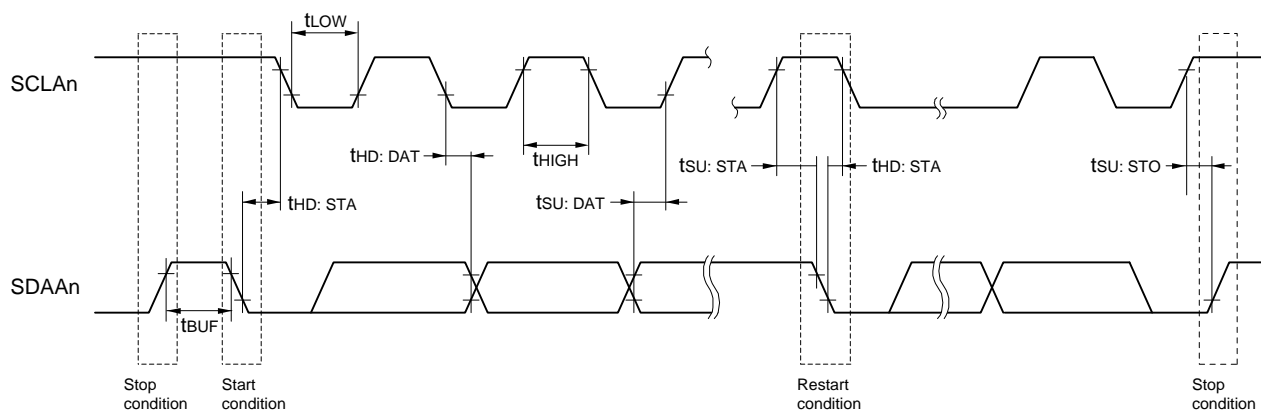 tLOW
SCLAn
tHD: DAT
tHIGH
tSU: STA
tHD: STA
tSU: STO
tHD: STA
tSU: DAT
SDAAn
tBUF
Stop
condition
Start
condition
Restart
condition
Stop
condition